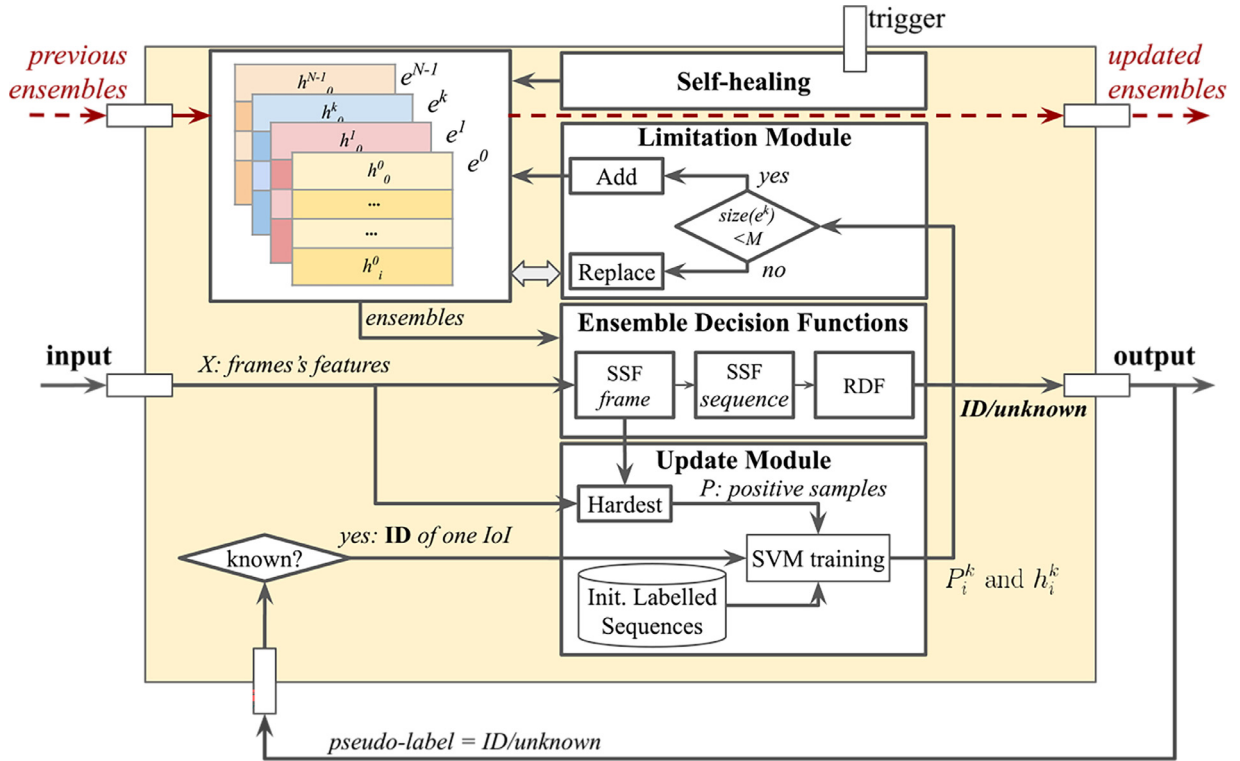 trigger
previous
ensembles
updated
ensembles
Self-healing
h^{N-1}_0 e^{N-1}
h^k_0 e^k
h^1_0 e^1
h^0_0 e^0
...
...
h^0_i
Limitation Module
Add
yes
size(e^k)
<M
Replace
no
ensembles
Ensemble Decision Functions
input
X: frames's features
SSF
frame
SSF
sequence
RDF
output
ID/unknown
Update Module
Hardest
P: positive samples
known?
yes: ID of one IoI
SVM training
Init. Labelled
Sequences
P^k_i and h^k_i
pseudo-label = ID/unknown